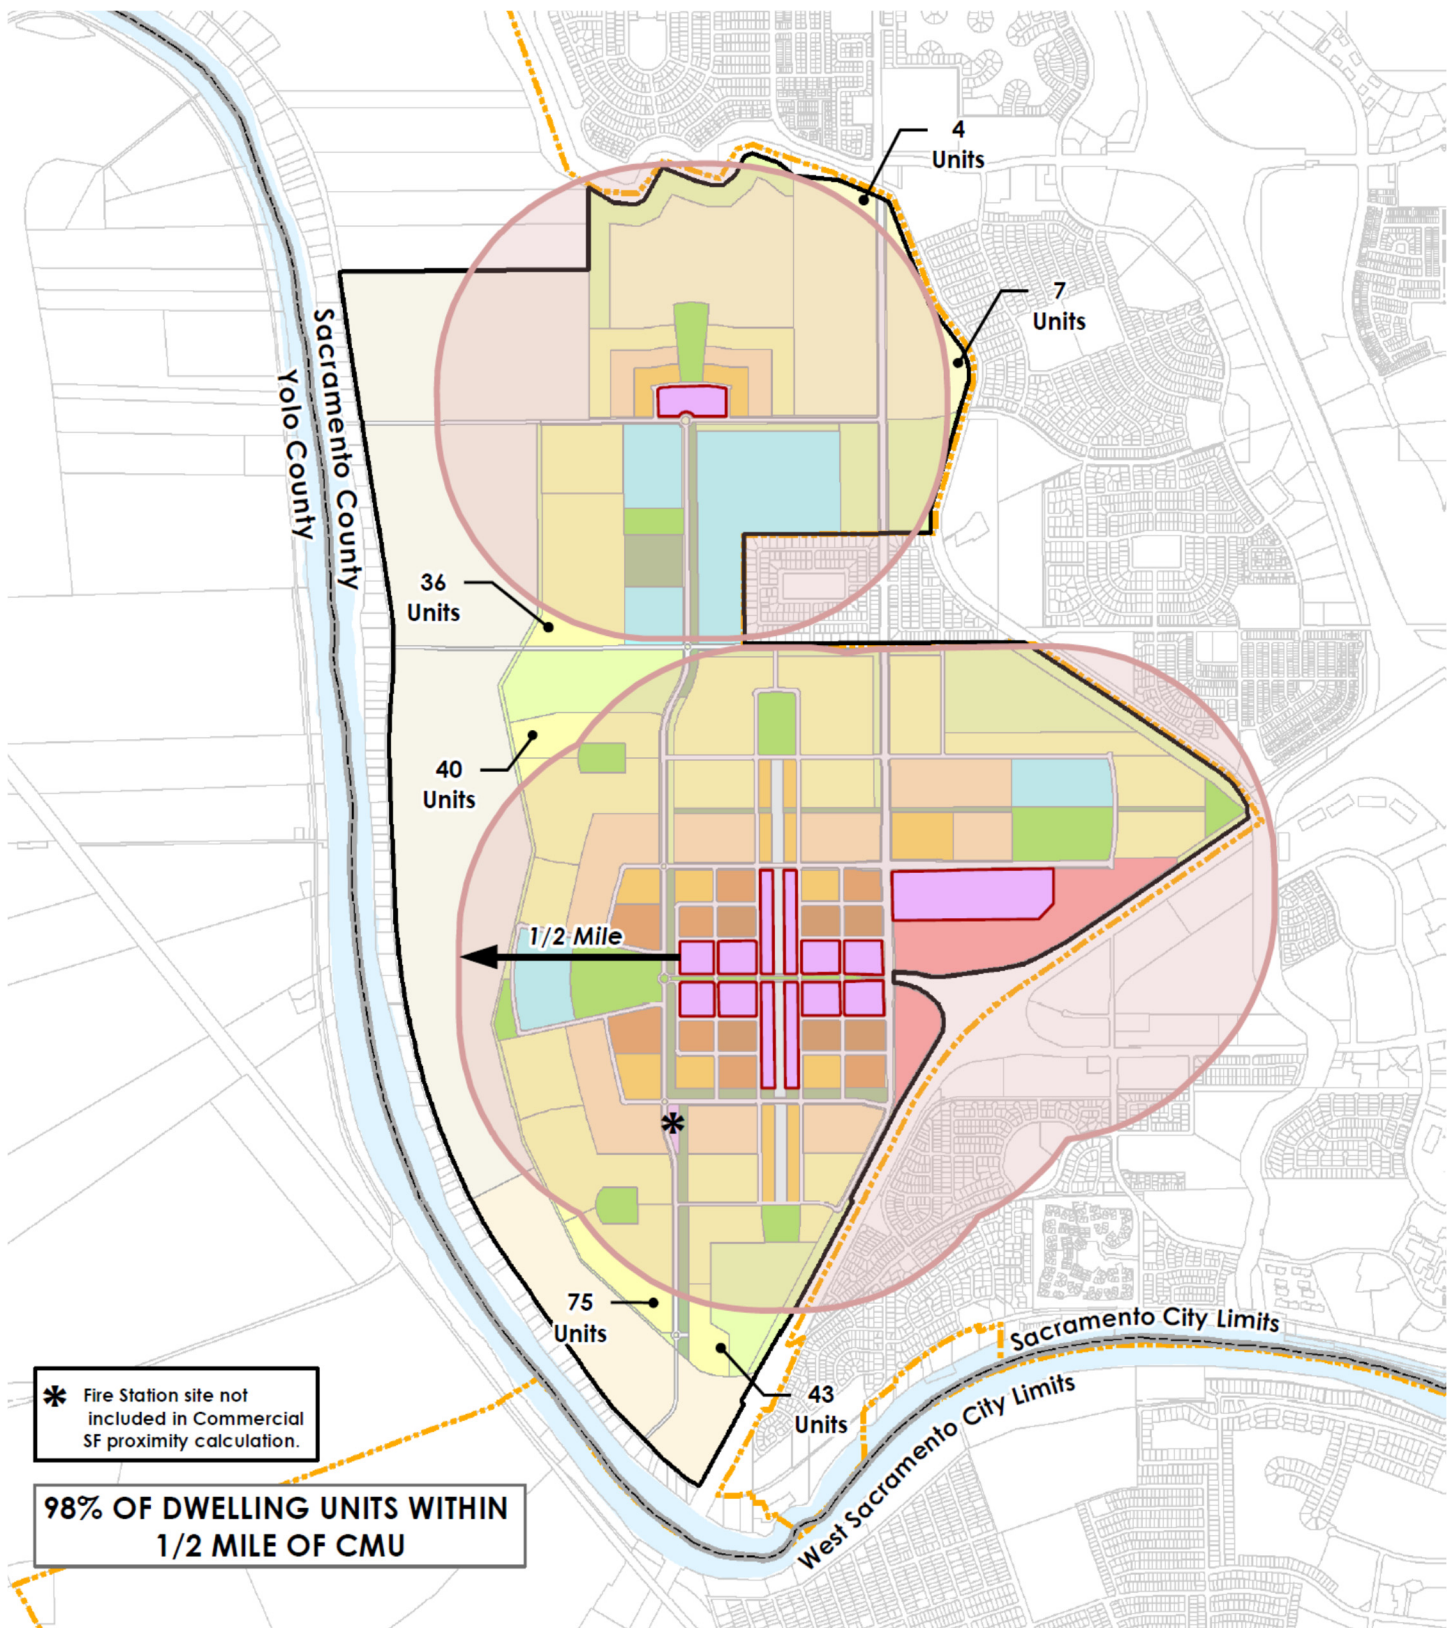 4
Units
7
Units
Sacramento County
Yolo County
36
Units
40
Units
1/2 Mile
*
75
Units
43
Units
Sacramento City Limits
West Sacramento City Limits
* Fire Station site not
included in Commercial
SF proximity calculation.
98% OF DWELLING UNITS WITHIN
1/2 MILE OF CMU